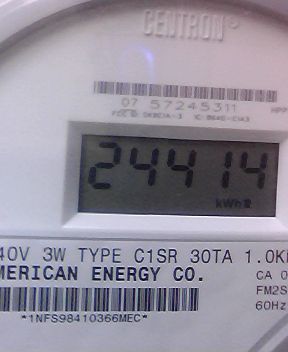 CENTRON®
07 57245311
24414
kWh
40V 3W TYPE C1SR 30TA 1.0K
MERICAN ENERGY CO.
CA 0
FM2S
60Hz
*1NFS98410366MEC*